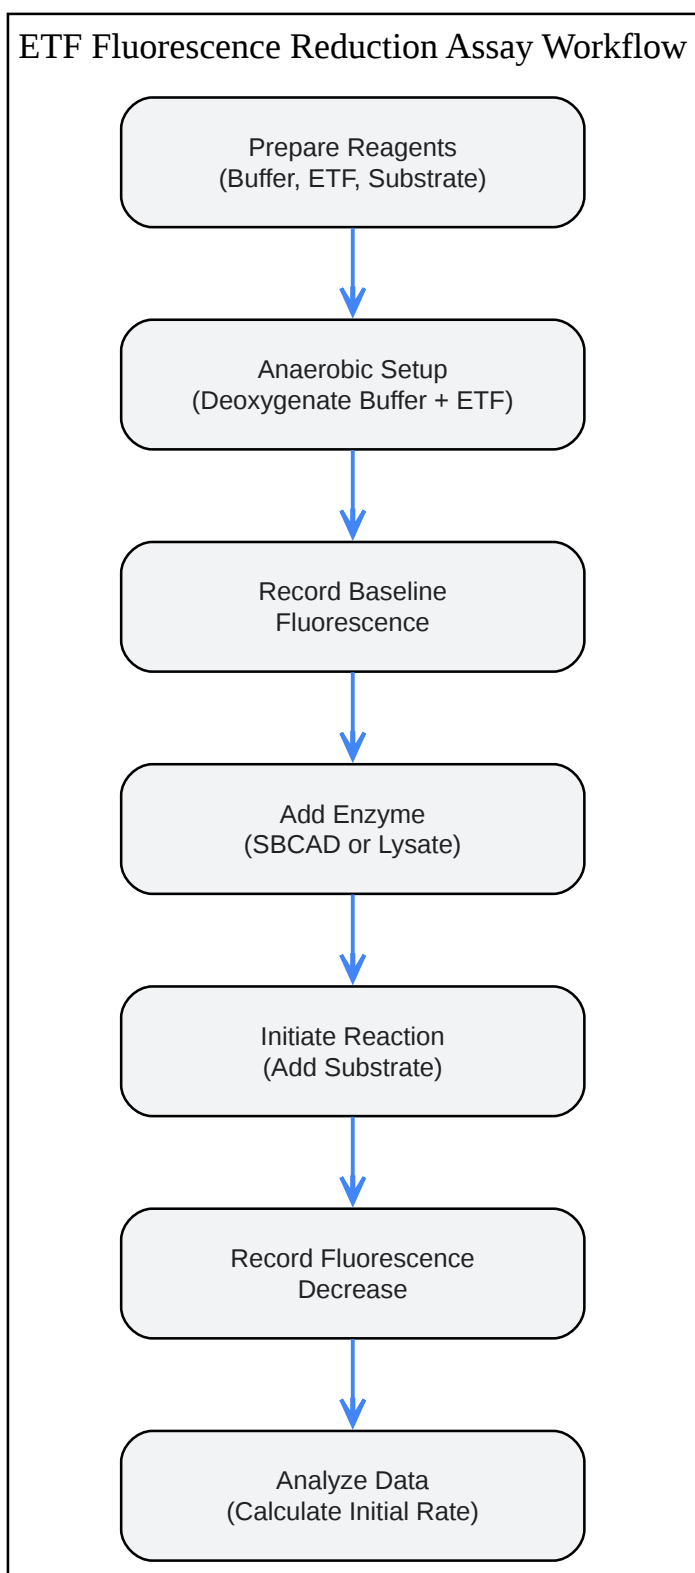 ETF Fluorescence Reduction Assay Workflow
Prepare Reagents
(Buffer, ETF, Substrate)
Anaerobic Setup
(Deoxygenate Buffer + ETF)
Record Baseline
Fluorescence
Add Enzyme
(SBCAD or Lysate)
Initiate Reaction
(Add Substrate)
Record Fluorescence
Decrease
Analyze Data
(Calculate Initial Rate)